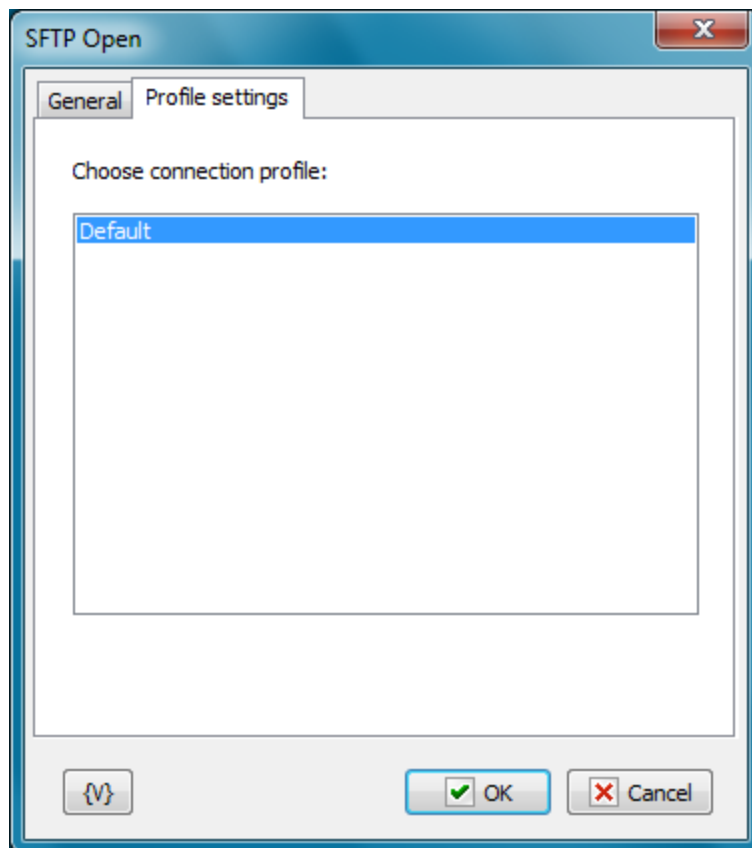 SFTP Open
General Profile settings
Choose connection profile:
Default
{V} OK Cancel